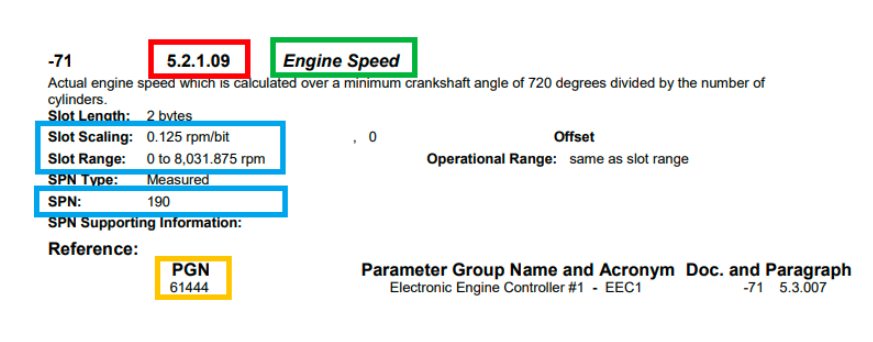 -71 5.2.1.09 Engine Speed
Actual engine speed which is calculated over a minimum crankshaft angle of 720 degrees divided by the number of
cylinders.
Slot Length: 2 bytes
Slot Scaling: 0.125 rpm/bit , 0 Offset
Slot Range: 0 to 8,031.875 rpm Operational Range: same as slot range
SPN Type: Measured
SPN: 190
SPN Supporting Information:
Reference:
PGN Parameter Group Name and Acronym Doc. and Paragraph
61444 Electronic Engine Controller #1 - EEC1 -71 5.3.007